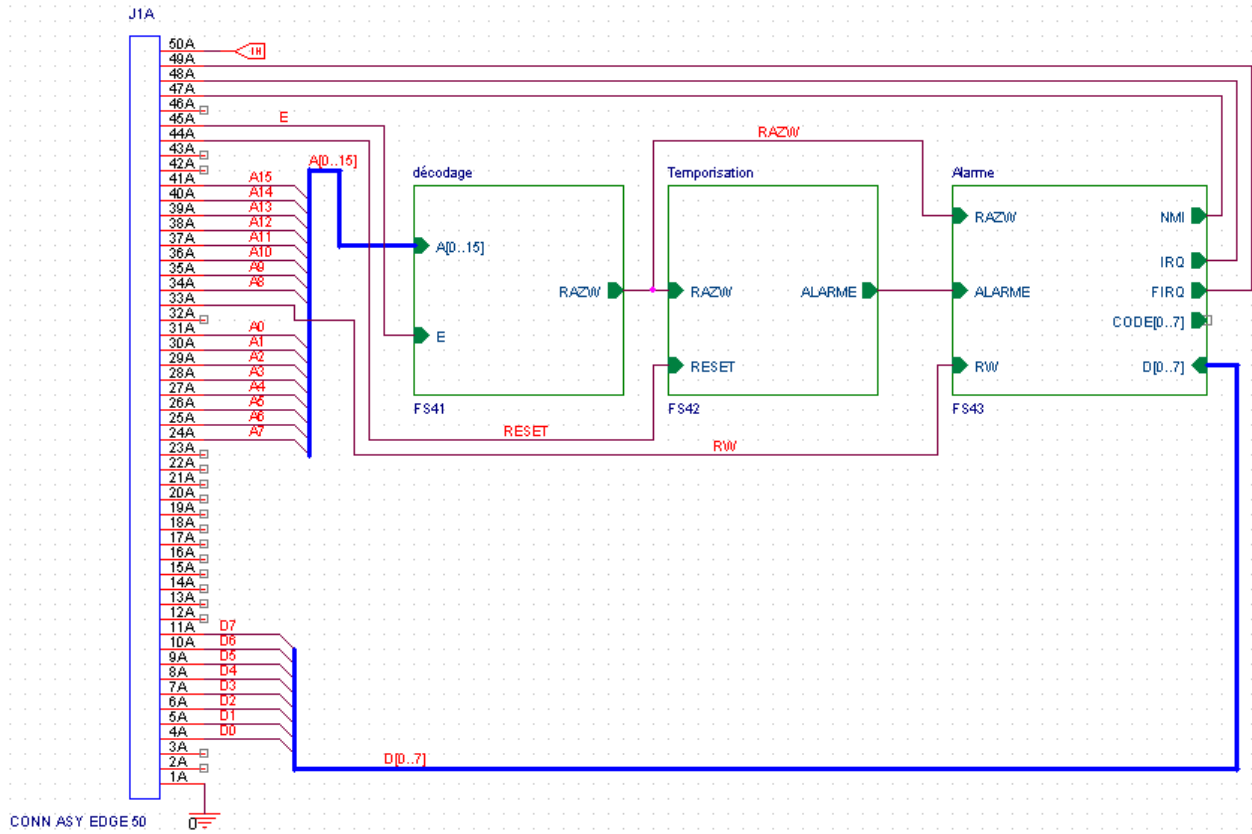 J1A
50A
1H
49A
48A
47A
46A
45A E
44A RAZW
43A
42A A[0..15] décodage Temporisation Alarme
41A A15
40A A14
39A A13 RAZW NMI
38A A12
37A A11 A[0..15]
36A A10 IRQ
35A A9
34A A8 RAZW RAZW ALARME ALARME FIRQ
33A
32A CODE[0..7]
31A A0
30A A1 E
29A A2
28A A3 RESET RW D[0..7]
27A A4
26A A5 FS41 FS42 FS43
25A A6
24A A7 RESET
23A RW
22A
21A
20A
19A
18A
17A
16A
15A
14A
13A
12A
11A D7
10A D6
9A D5
8A D4
7A D3
6A D2
5A D1
4A D0
3A
2A D[0..7]
1A
CONN ASY EDGE 50 0